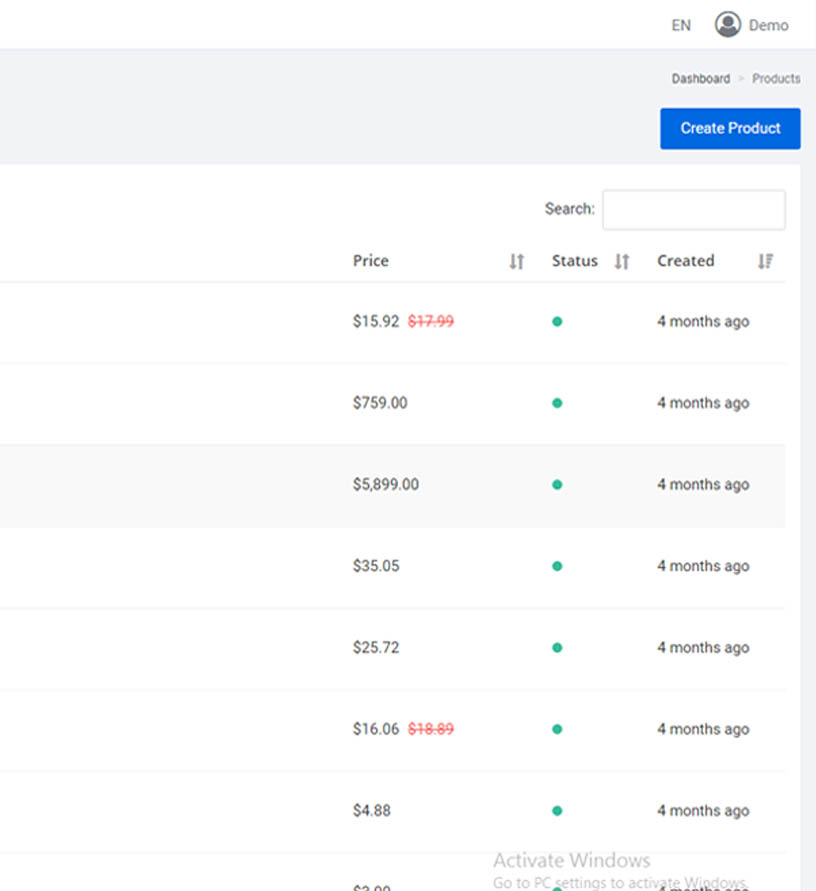 EN Demo
Dashboard > Products
Create Product
Search:
Price Status Created
$15.92 $17.99 4 months ago
$759.00 4 months ago
$5,899.00 4 months ago
$35.05 4 months ago
$25.72 4 months ago
$16.06 $18.89 4 months ago
$4.88 4 months ago
Activate Windows
Go to PC settings to activate Windows.